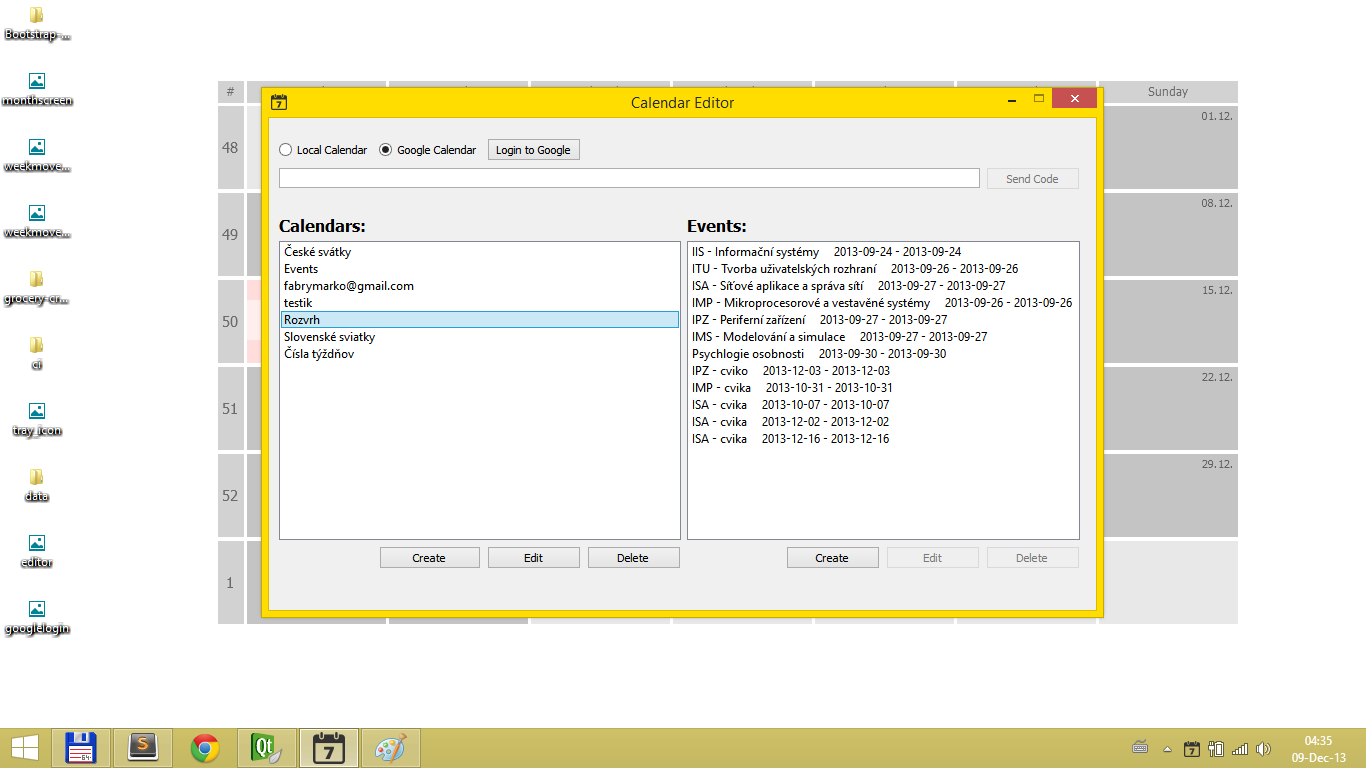 Bootstrap-...
monthscreen
weekmove...
weekmove...
grocery-cr...
ci
tray_icon
data
editor
googlelogin
#
Sunday
48
01.12.
49
08.12.
50
15.12.
51
22.12.
52
29.12.
1
7
Calendar Editor
Local Calendar
Google Calendar
Login to Google
Send Code
Calendars:
České svátky
Events
fabrymarko@gmail.com
testik
Rozvrh
Slovenské sviatky
Čísla týždňov
Create
Edit
Delete
Events:
IIS - Informační systémy 2013-09-24 - 2013-09-24
ITU - Tvorba uživatelských rozhraní 2013-09-26 - 2013-09-26
ISA - Síťové aplikace a správa sítí 2013-09-27 - 2013-09-27
IMP - Mikroprocesorové a vestavěné systémy 2013-09-26 - 2013-09-26
IPZ - Periferní zařízení 2013-09-27 - 2013-09-27
IMS - Modelování a simulace 2013-09-27 - 2013-09-27
Psychlogie osobnosti 2013-09-30 - 2013-09-30
IPZ - cviko 2013-12-03 - 2013-12-03
IMP - cvika 2013-10-31 - 2013-10-31
ISA - cvika 2013-10-07 - 2013-10-07
ISA - cvika 2013-12-02 - 2013-12-02
ISA - cvika 2013-12-16 - 2013-12-16
Create
Edit
Delete
64
S
Qt
7
7
04:35
09-Dec-13